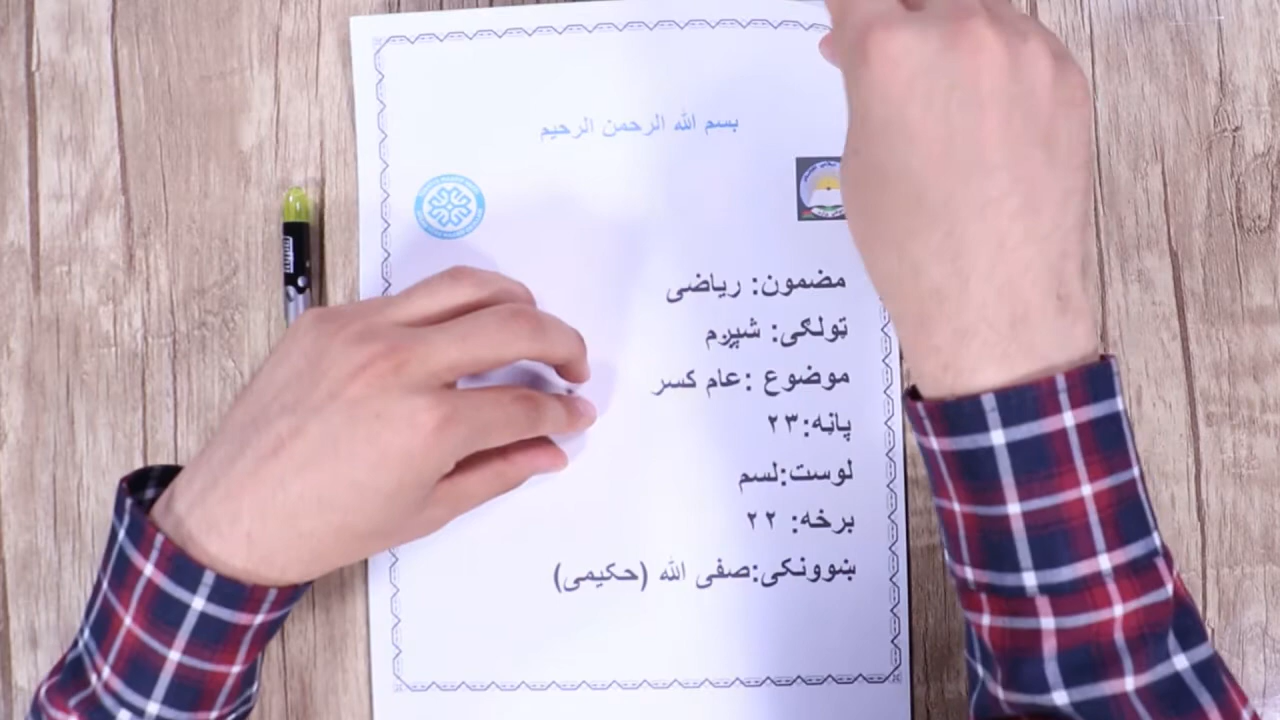 بسم الله الرحمن الرحیم
مضمون: ریاضی
ټولگی: شپږم
موضوع :عام کسر
پاڼه:۲۳
لوست:لسم
برخه: ۲۲
ښوونکی:صفی الله (حکیمی)